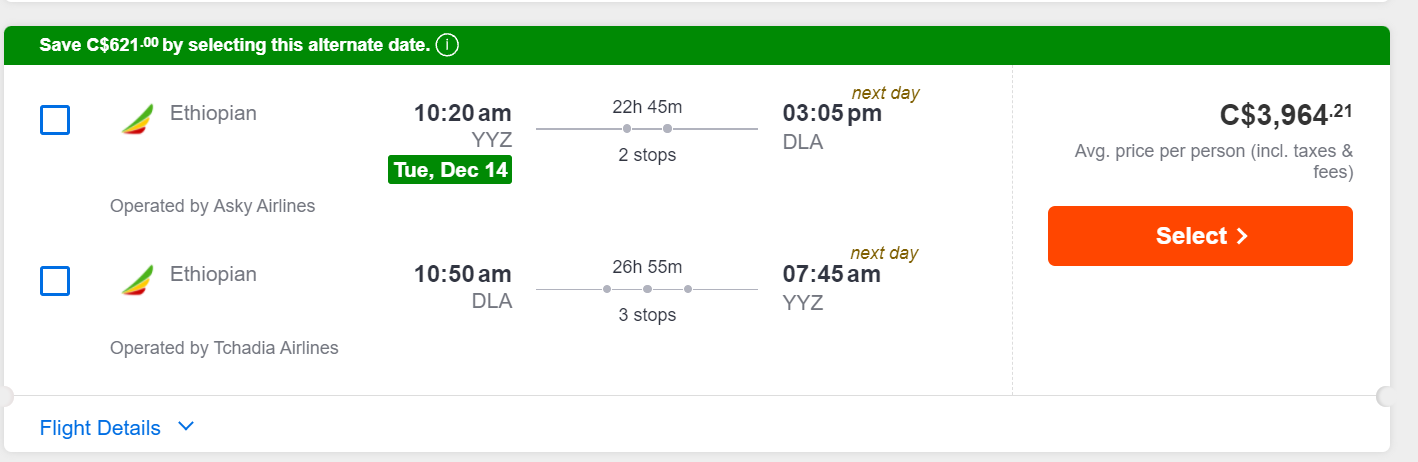 Save C$621.00 by selecting this alternate date.
next day
Ethiopian 10:20 am 22h 45m 03:05 pm C$3,964.21
YYZ DLA
2 stops Avg. price per person (incl. taxes &
Tue, Dec 14 fees)
Operated by Asky Airlines
Select
next day
Ethiopian 10:50 am 26h 55m 07:45 am
DLA YYZ
3 stops
Operated by Tchadia Airlines
Flight Details